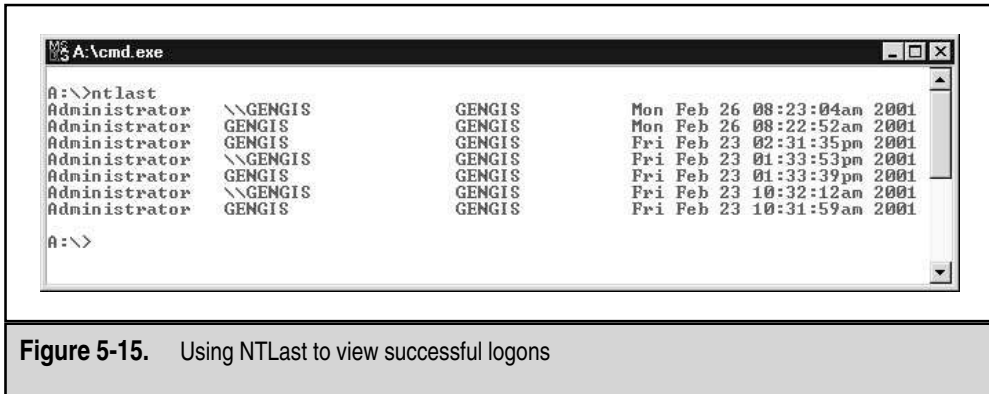 A:\cmd.exe
A:\>ntlast
Administrator \\GENGIS GENGIS Mon Feb 26 08:23:04am 2001
Administrator GENGIS GENGIS Mon Feb 26 08:22:52am 2001
Administrator GENGIS GENGIS Fri Feb 23 02:31:35pm 2001
Administrator \\GENGIS GENGIS Fri Feb 23 01:33:53pm 2001
Administrator GENGIS GENGIS Fri Feb 23 01:33:39pm 2001
Administrator \\GENGIS GENGIS Fri Feb 23 10:32:12am 2001
Administrator GENGIS GENGIS Fri Feb 23 10:31:59am 2001
A:\>
Figure 5-15. Using NTLast to view successful logons